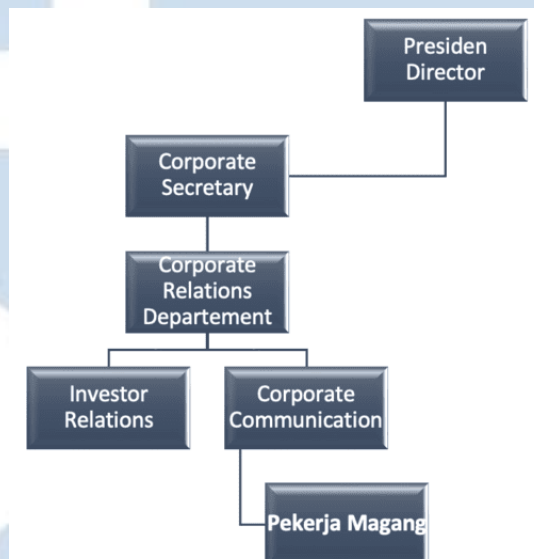 Presiden
Director
Corporate
Secretary
Corporate
Relations
Departement
Investor
Relations
Corporate
Communication
Pekerja Magang